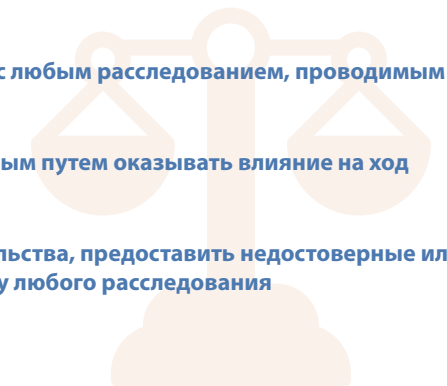 с любым расследованием, проводимым
ым путем оказывать влияние на ход
льства, предоставить недостоверные ил
у любого расследования